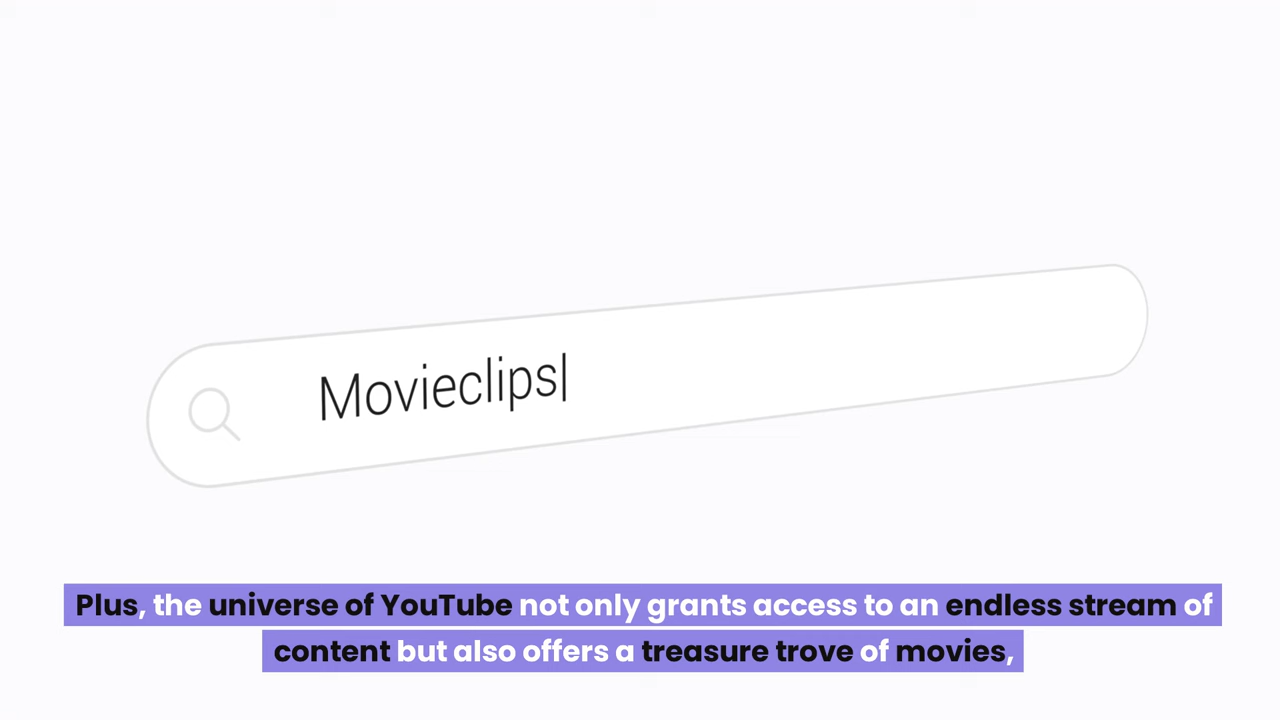 Movieclips
Plus, the universe of YouTube not only grants access to an endless stream of
content but also offers a treasure trove of movies,